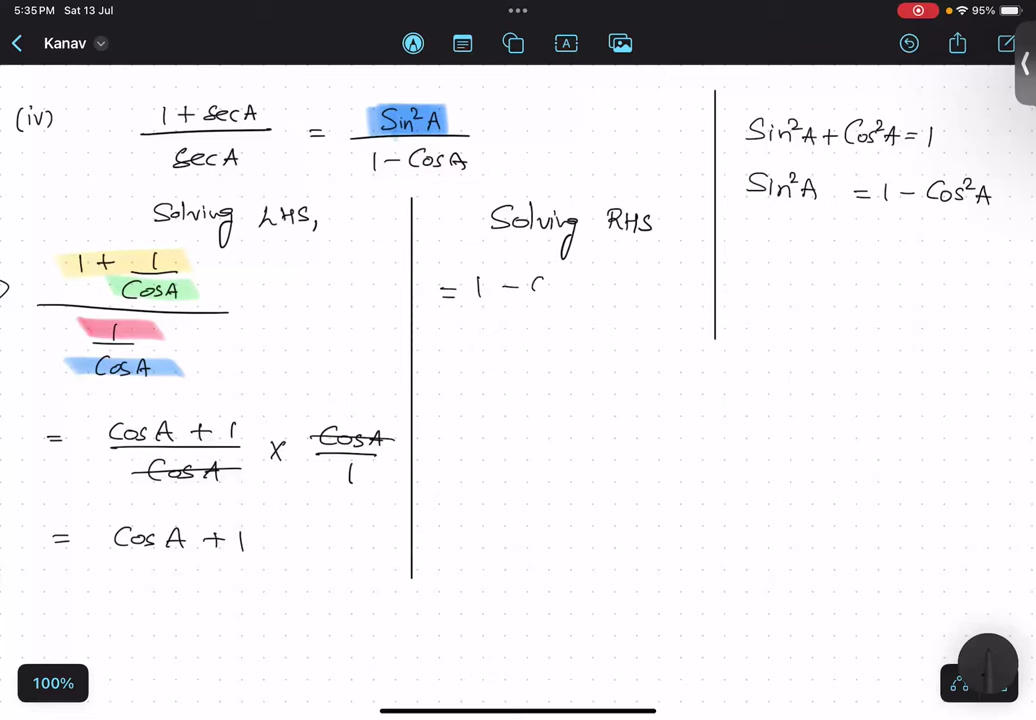 5:35 PM Sat 13 Jul
95%
Kanav
A
(iv) 1 + secA / secA = Sin²A / 1 - CosA
Solving LHS,
1 + 1/CosA
1/CosA
= CosA + 1 / CosA × CosA / 1
= CosA + 1
Solving RHS
= 1 -
Sin²A + Cos²A = 1
Sin²A = 1 - Cos²A
100%